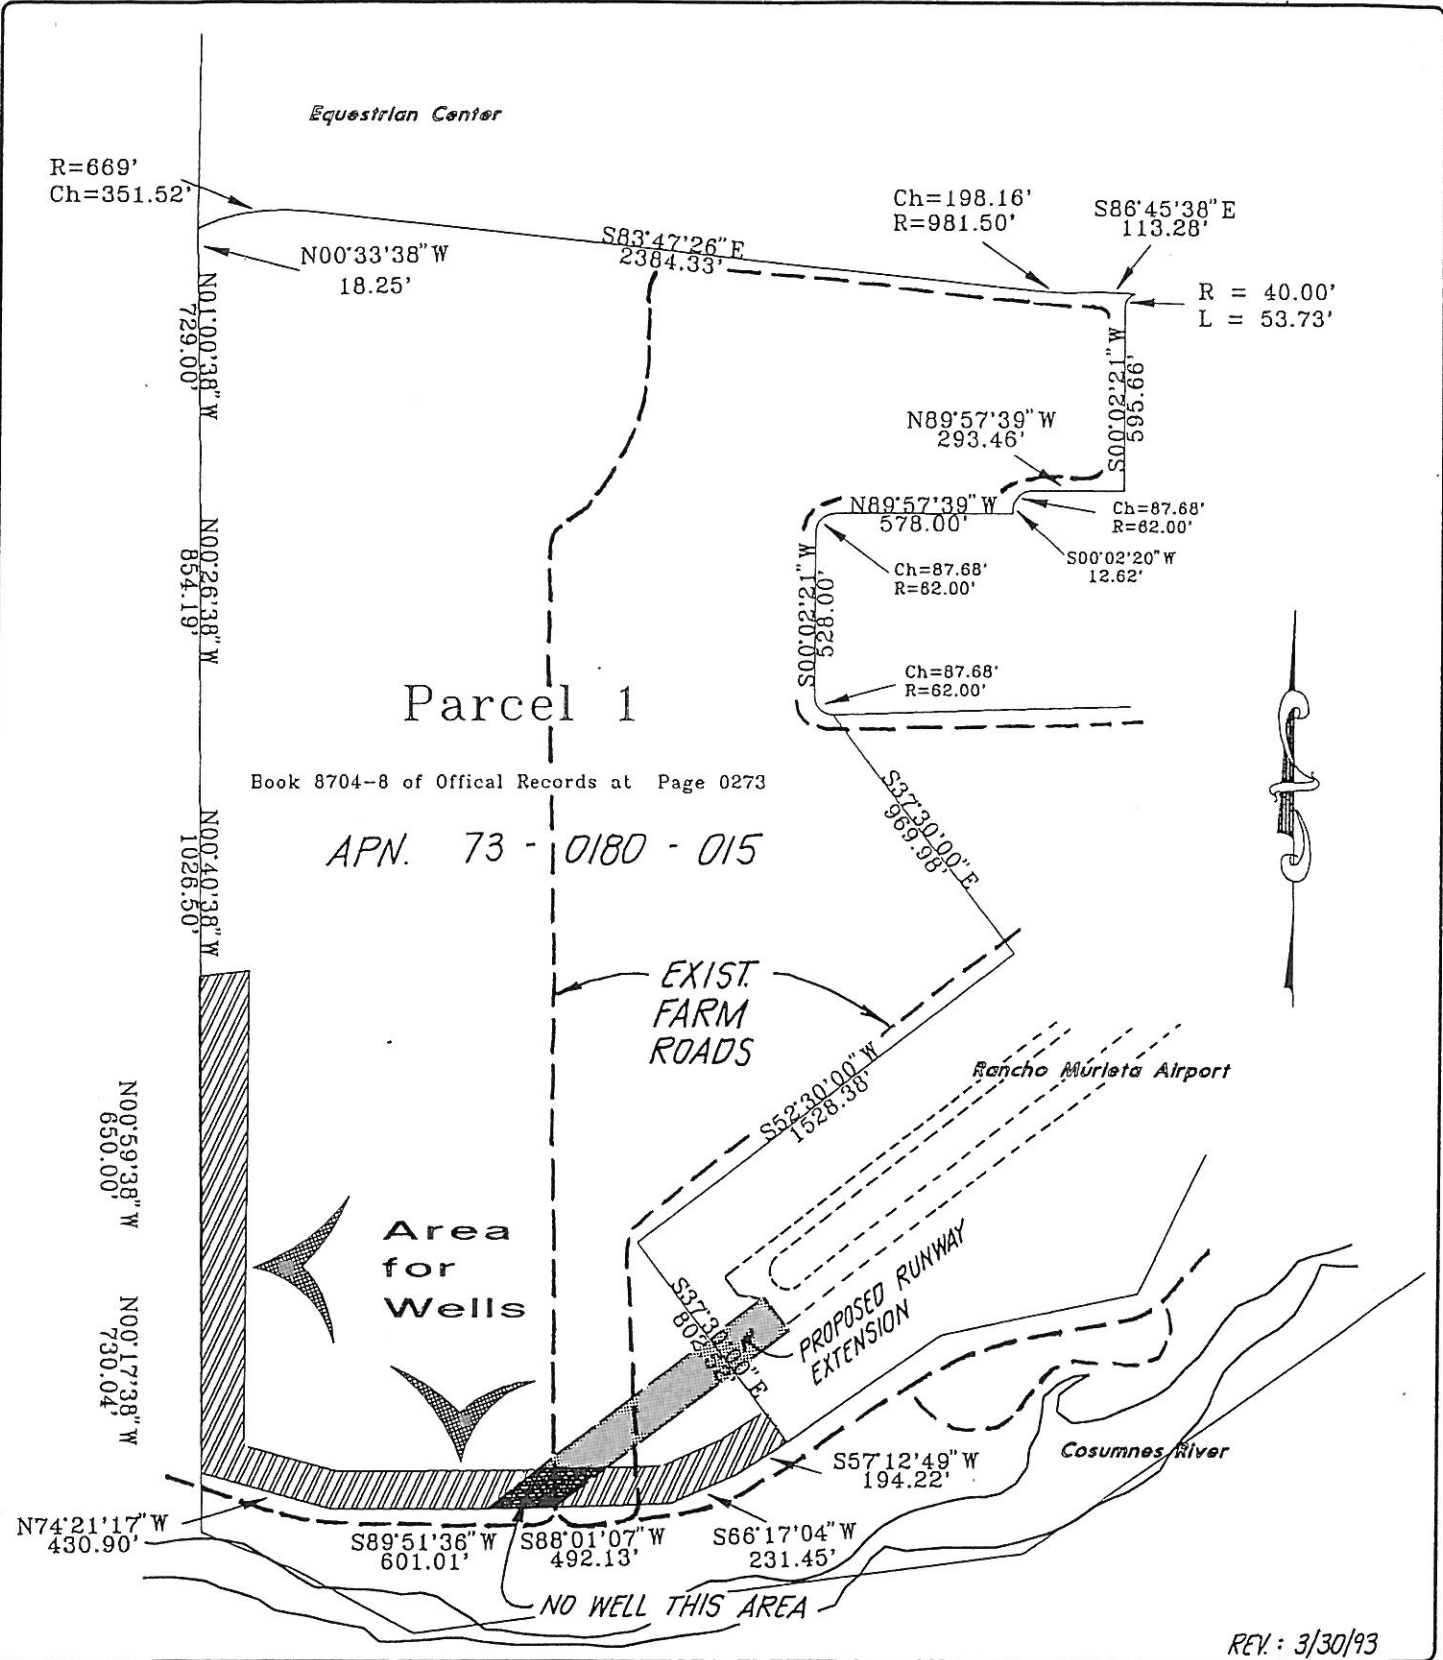 Equestrian Center
R=669'
Ch=351.52'
N00°33'38"W
18.25'
S83°47'26"E
2384.33'
Ch=198.16'
R=981.50'
S86°45'38"E
113.28'
R = 40.00'
L = 53.73'
N01°00'38"W
729.00'
S00°02'21"W
595.66'
N89°57'39"W
293.46'
N89°57'39"W
578.00'
Ch=87.68'
R=62.00'
S00°02'20"W
12.62'
Ch=87.68'
R=62.00'
S00°02'21"W
528.00'
N00°26'38"W
854.19'
Ch=87.68'
R=62.00'
Parcel 1
Book 8704-8 of Offical Records at Page 0273
APN. 73 - 0180 - 015
S37°30'00"E
969.98'
N00°40'38"W
1026.50'
EXIST.
FARM
ROADS
S52°30'00"W
1528.38'
Rancho Murieta Airport
N00°59'38"W
650.00'
Area
for
Wells
PROPOSED RUNWAY
EXTENSION
N00°17'38"W
730.04'
Cosumnes River
S57°12'49"W
194.22'
N74°21'17"W
430.90'
S89°51'36"W
601.01'
S88°01'07"W
492.13'
S66°17'04"W
231.45'
NO WELL THIS AREA
REV.: 3/30/93